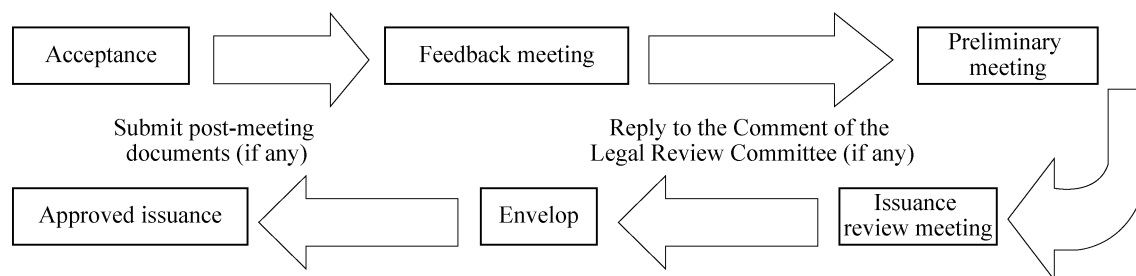 Acceptance
Feedback meeting
Preliminary
meeting
Submit post-meeting
documents (if any)
Reply to the Comment of the
Legal Review Committee (if any)
Approved issuance
Envelop
Issuance
review meeting